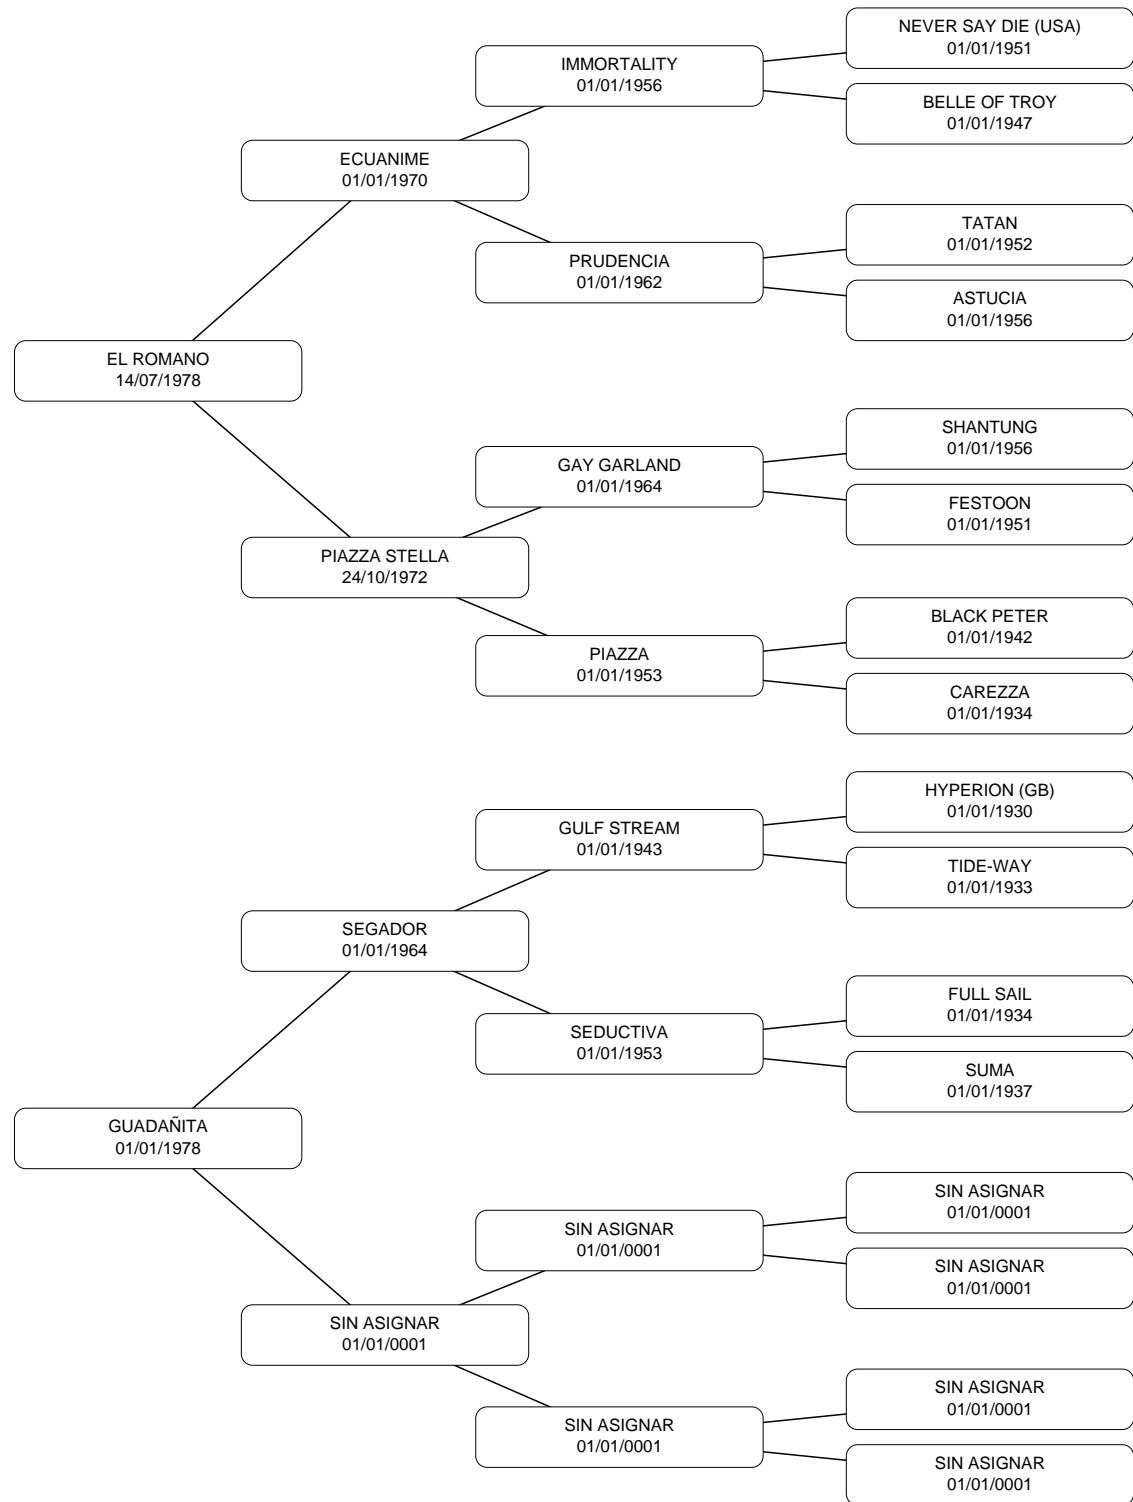 NEVER SAY DIE (USA)
01/01/1951
IMMORTALITY
01/01/1956
BELLE OF TROY
01/01/1947
ECUANIME
01/01/1970
TATAN
01/01/1952
PRUDENCIA
01/01/1962
ASTUCIA
01/01/1956
EL ROMANO
14/07/1978
SHANTUNG
01/01/1956
GAY GARLAND
01/01/1964
FESTOON
01/01/1951
PIAZZA STELLA
24/10/1972
BLACK PETER
01/01/1942
PIAZZA
01/01/1953
CAREZZA
01/01/1934
HYPERION (GB)
01/01/1930
GULF STREAM
01/01/1943
TIDE-WAY
01/01/1933
SEGADOR
01/01/1964
FULL SAIL
01/01/1934
SEDUCTIVA
01/01/1953
SUMA
01/01/1937
GUADAÑITA
01/01/1978
SIN ASIGNAR
01/01/0001
SIN ASIGNAR
01/01/0001
SIN ASIGNAR
01/01/0001
SIN ASIGNAR
01/01/0001
SIN ASIGNAR
01/01/0001
SIN ASIGNAR
01/01/0001
SIN ASIGNAR
01/01/0001